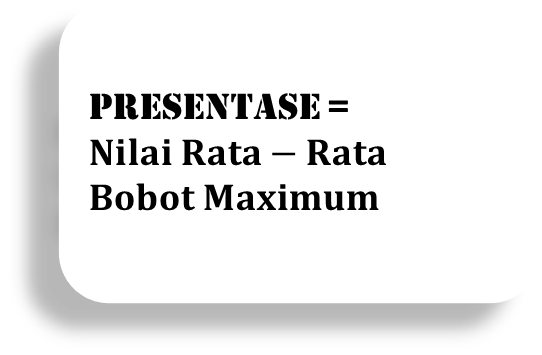 PRESENTASE =
Nilai Rata − Rata
Bobot Maximum